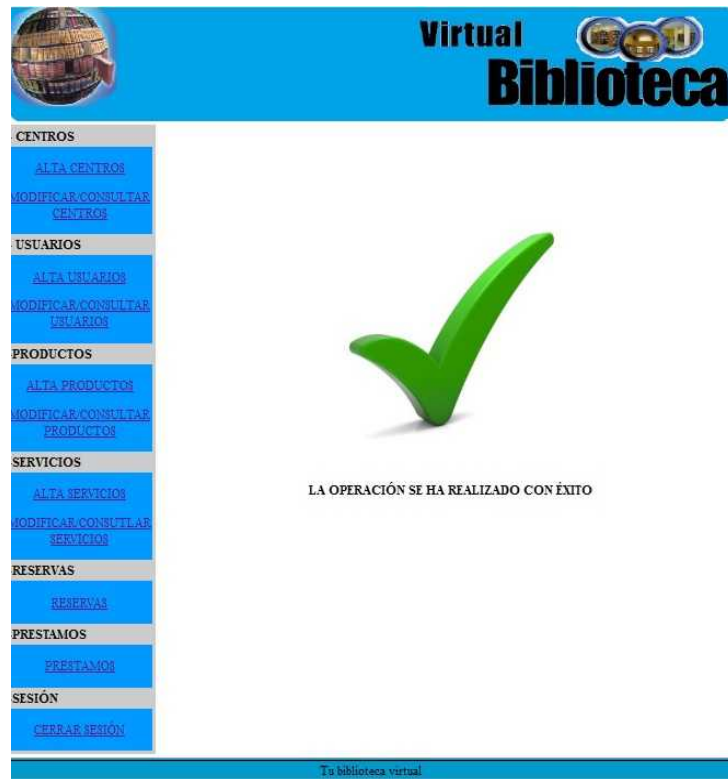 Virtual
Biblioteca
- CENTROS
ALTA CENTROS
MODIFICAR/CONSULTAR
CENTROS
- USUARIOS
ALTA USUARIOS
MODIFICAR/CONSULTAR
USUARIOS
-PRODUCTOS
ALTA PRODUCTOS
MODIFICAR/CONSULTAR
PRODUCTOS
SERVICIOS
ALTA SERVICIOS
MODIFICAR/CONSUTLAR
SERVICIOS
RESERVAS
RESERVAS
-PRESTAMOS
PRESTAMOS
SESIÓN
CERRAR SESIÓN
LA OPERACIÓN SE HA REALIZADO CON ÉXITO
Tu biblioteca virtual